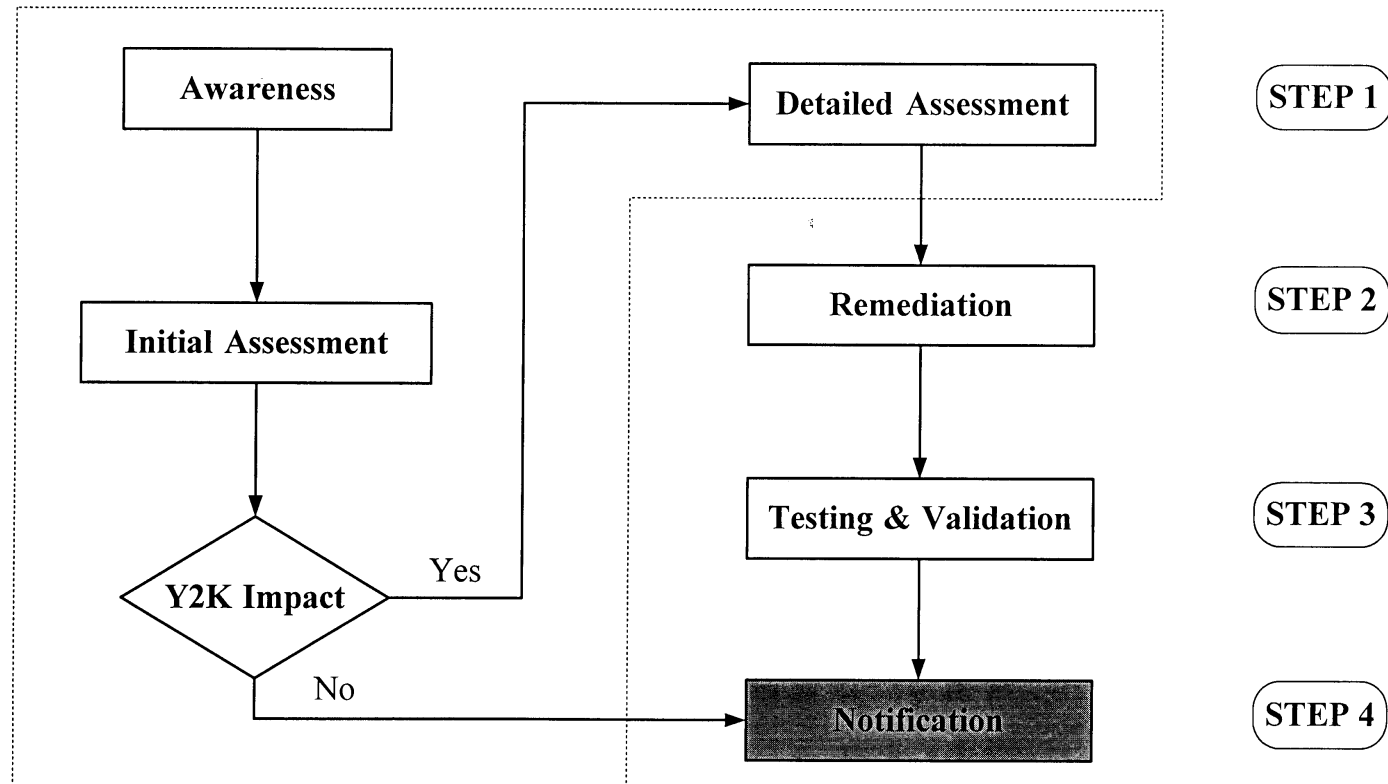 Awareness
Detailed Assessment
STEP 1
Initial Assessment
Remediation
STEP 2
Testing & Validation
STEP 3
Y2K Impact
Yes
No
Notification
STEP 4